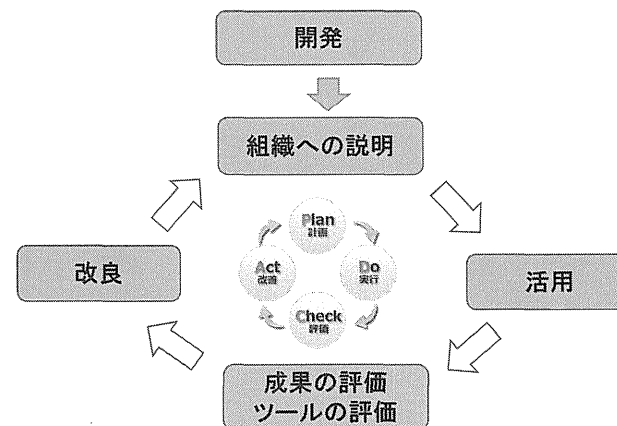 開発
組織への説明
Plan
計画
Act
改善
Do
実行
Check
評価
改良
活用
成果の評価
ツールの評価